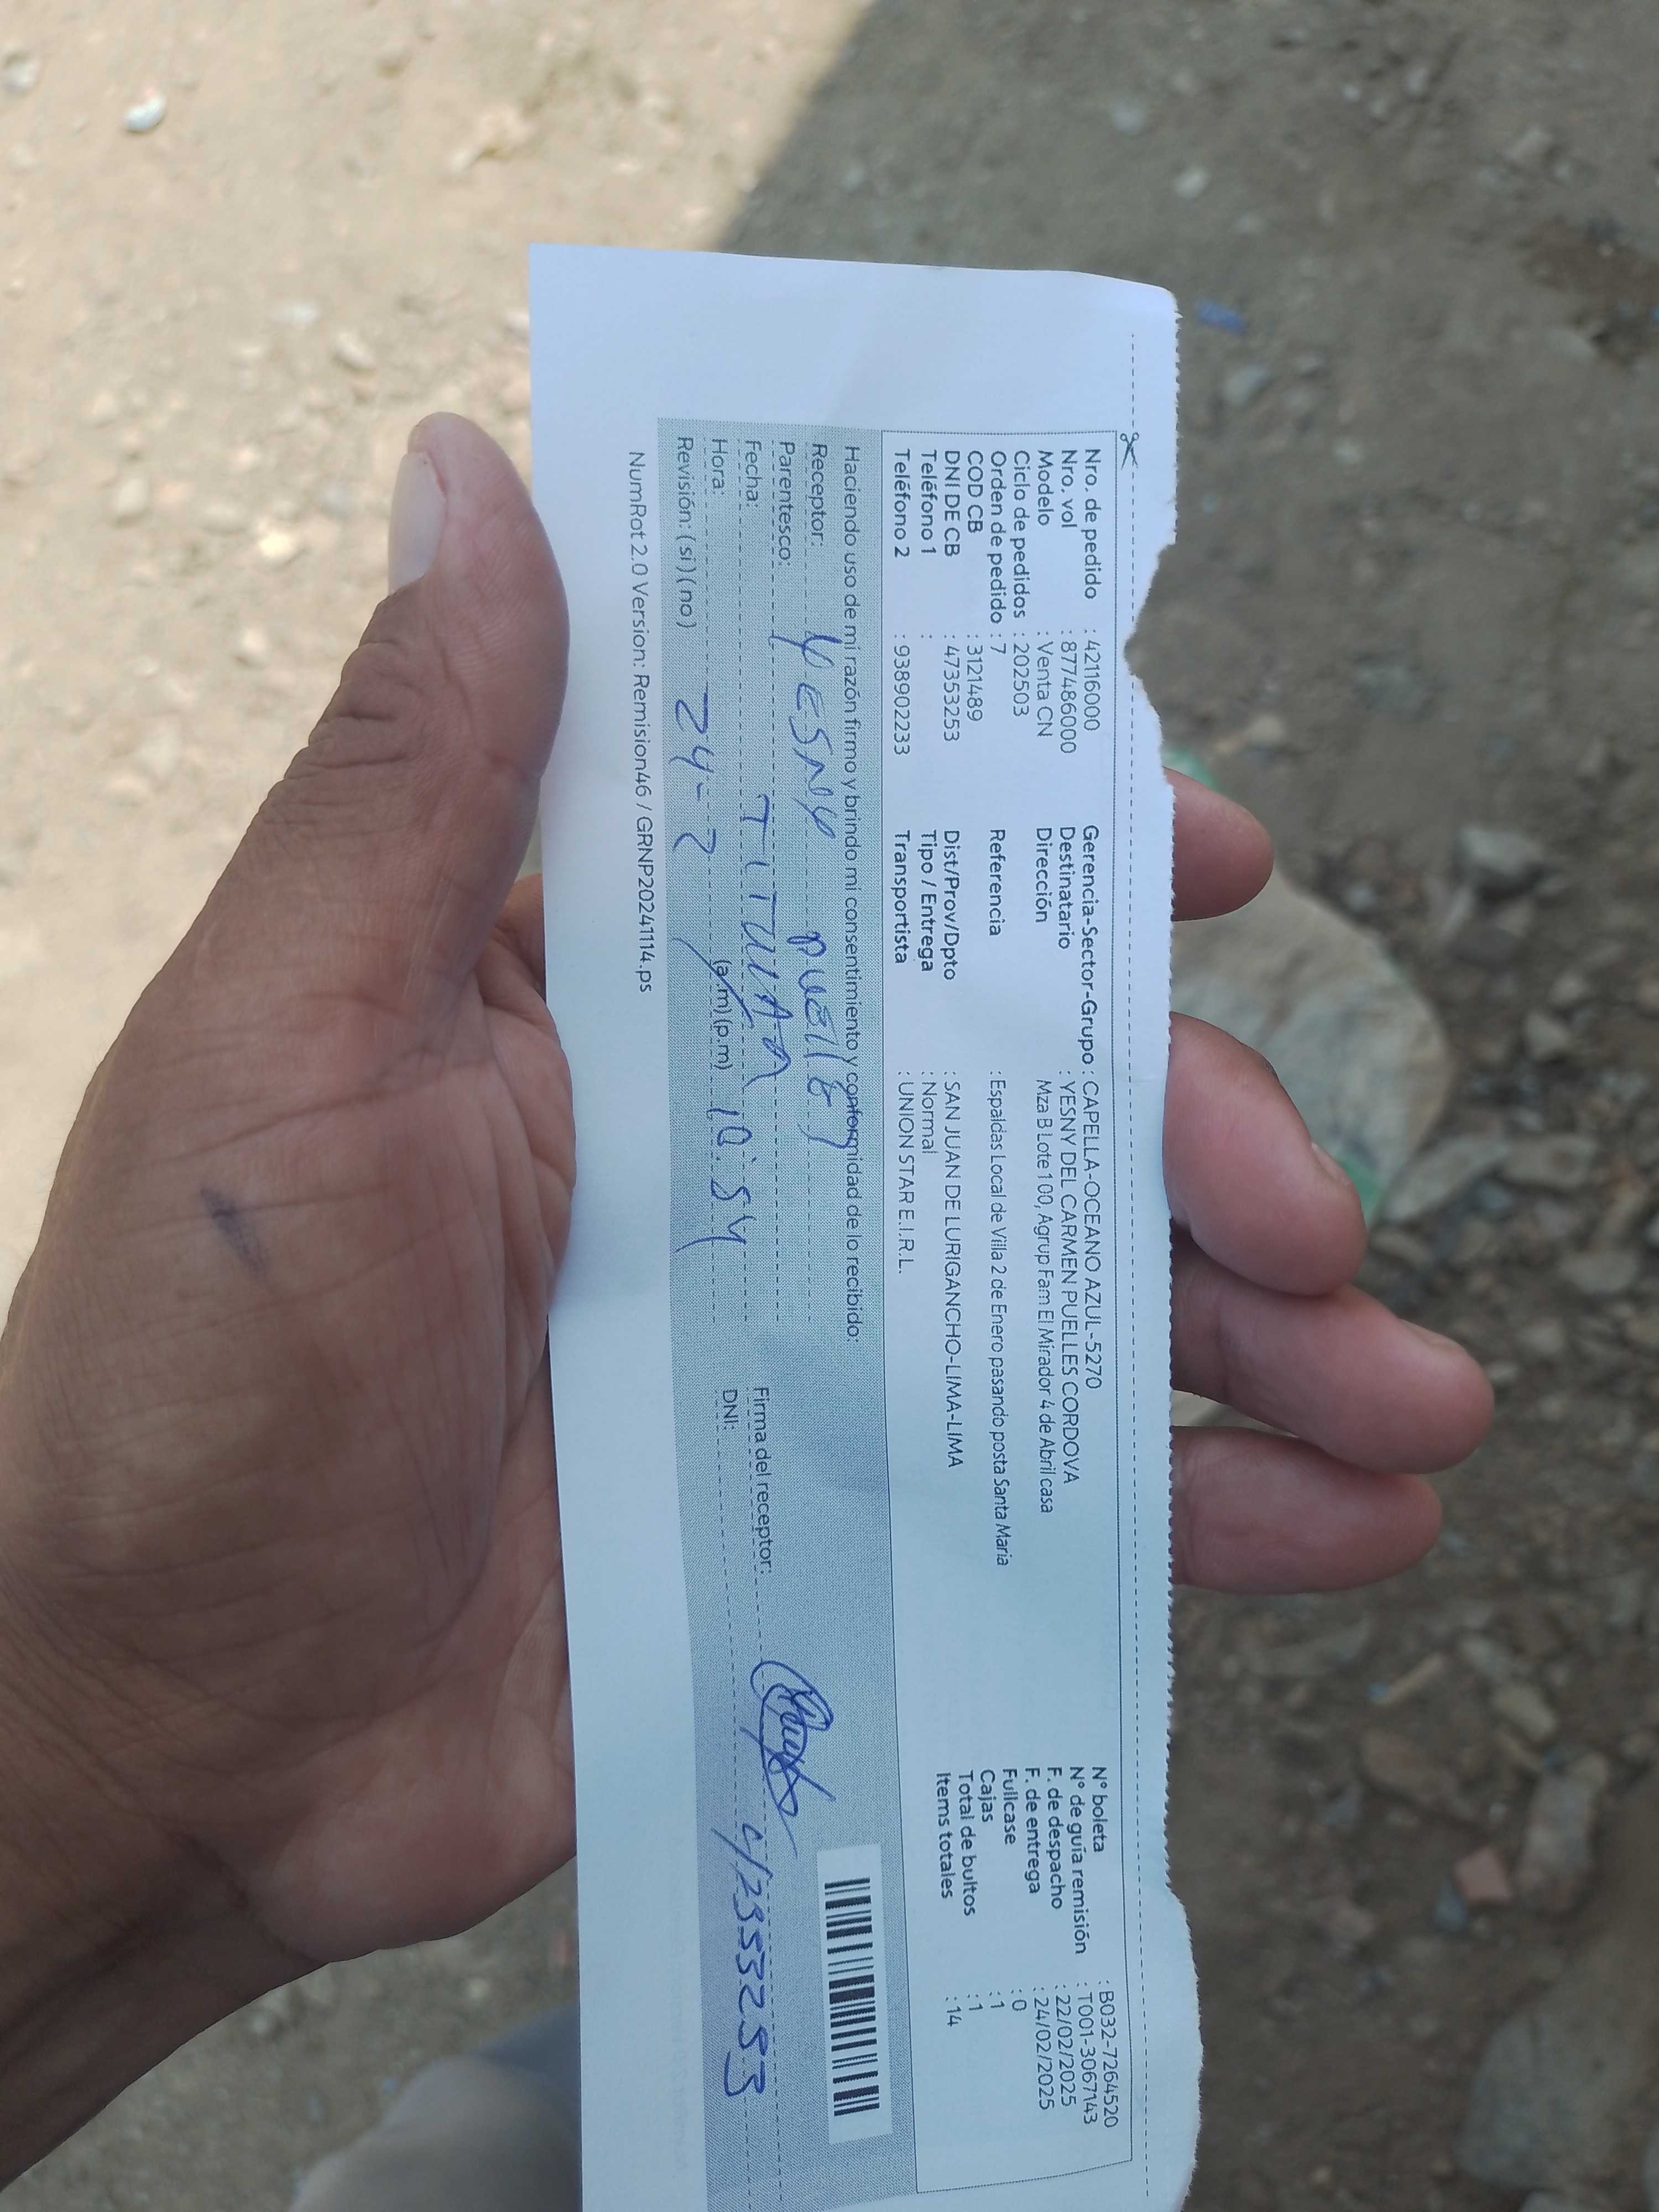 Nro. de pedido : 42116000
Nro. vol : 877486000
Modelo : Venta CN
Ciclo de pedidos : 202503
Orden de pedido : 7
COD CB : 3121489
DNI DE CB : 47353253
Teléfono 1 :
Teléfono 2 : 938902233
Gerencia-Sector-Grupo : CAPELLA-OCEANO AZUL-5270
Destinatario : YESNY DEL CARMEN PUELLES CORDOVA
Dirección : Mza B Lote 100, Agrup Fam El Mirador 4 de Abril casa
Referencia : Espaldas Local de Villa 2 de Enero pasando posta Santa Maria
Dist/Prov/Dpto : SAN JUAN DE LURIGANCHO-LIMA-LIMA
Tipo / Entrega : Normal
Transportista : UNION STAR E.I.R.L.
N° boleta : B032-7264520
N° de guía remisión : T001-3067143
F. de despacho : 22/02/2025
F. de entrega : 24/02/2025
Fullcase : 0
Cajas : 1
Total de bultos : 1
Items totales : 14
Haciendo uso de mi razón firmo y brindo mi consentimiento y conformidad de lo recibido:
Receptor: YESNY
Parentesco: TITULAR
Fecha: 24-2
Hora: (a.m) (p.m) 10:54
Revisión: (si) (no)
Firma del receptor:
DNI: 47353253
NumRot 2.0 Version: Remision46 / GRNP20241114.ps